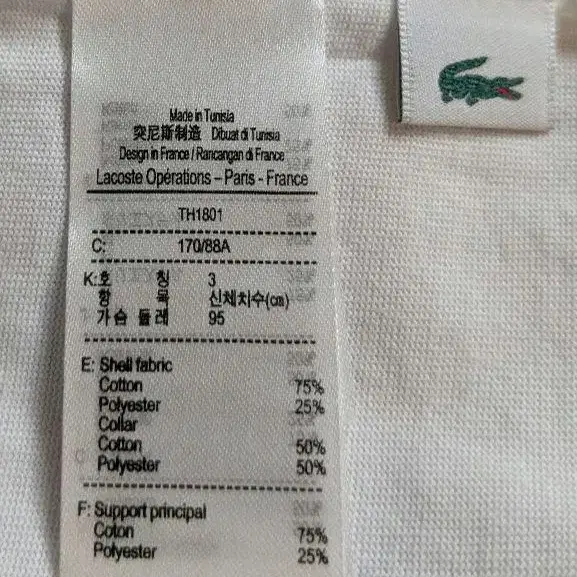 Made in Tunisia
突尼斯制造 Dibuat di Tunisia
Design in France / Rancangan di France
Lacoste Opérations – Paris - France
TH1801
C: 170/88A
K:호 칭 3
항 목 신체치수(cm)
가슴 둘레 95
E: Shell fabric
Cotton 75%
Polyester 25%
Collar
Cotton 50%
Polyester 50%
F: Support principal
Coton 75%
Polyester 25%